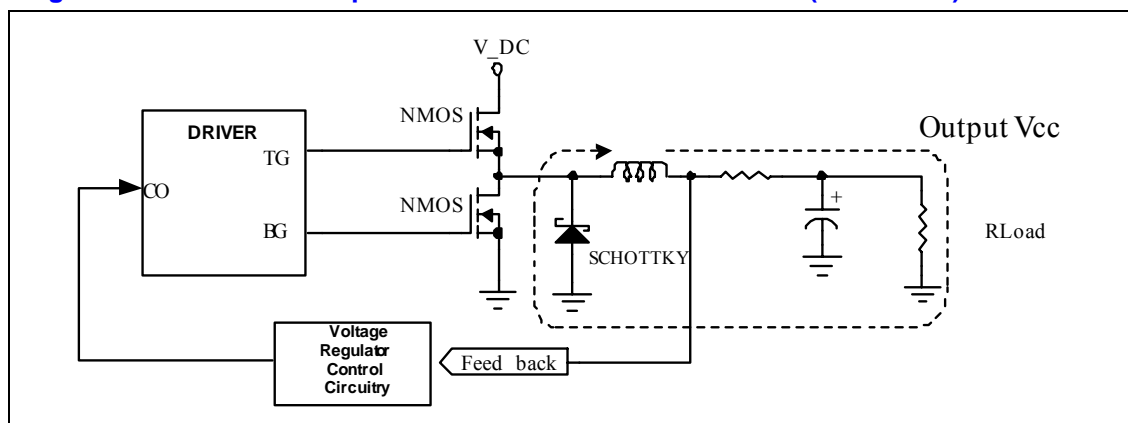 V_DC
NMOS
DRIVER
TG
CO
BG
NMOS
Output Vcc
SCHOTTKY
+
RLoad
Voltage
Regulator
Control
Circuitry
Feed back